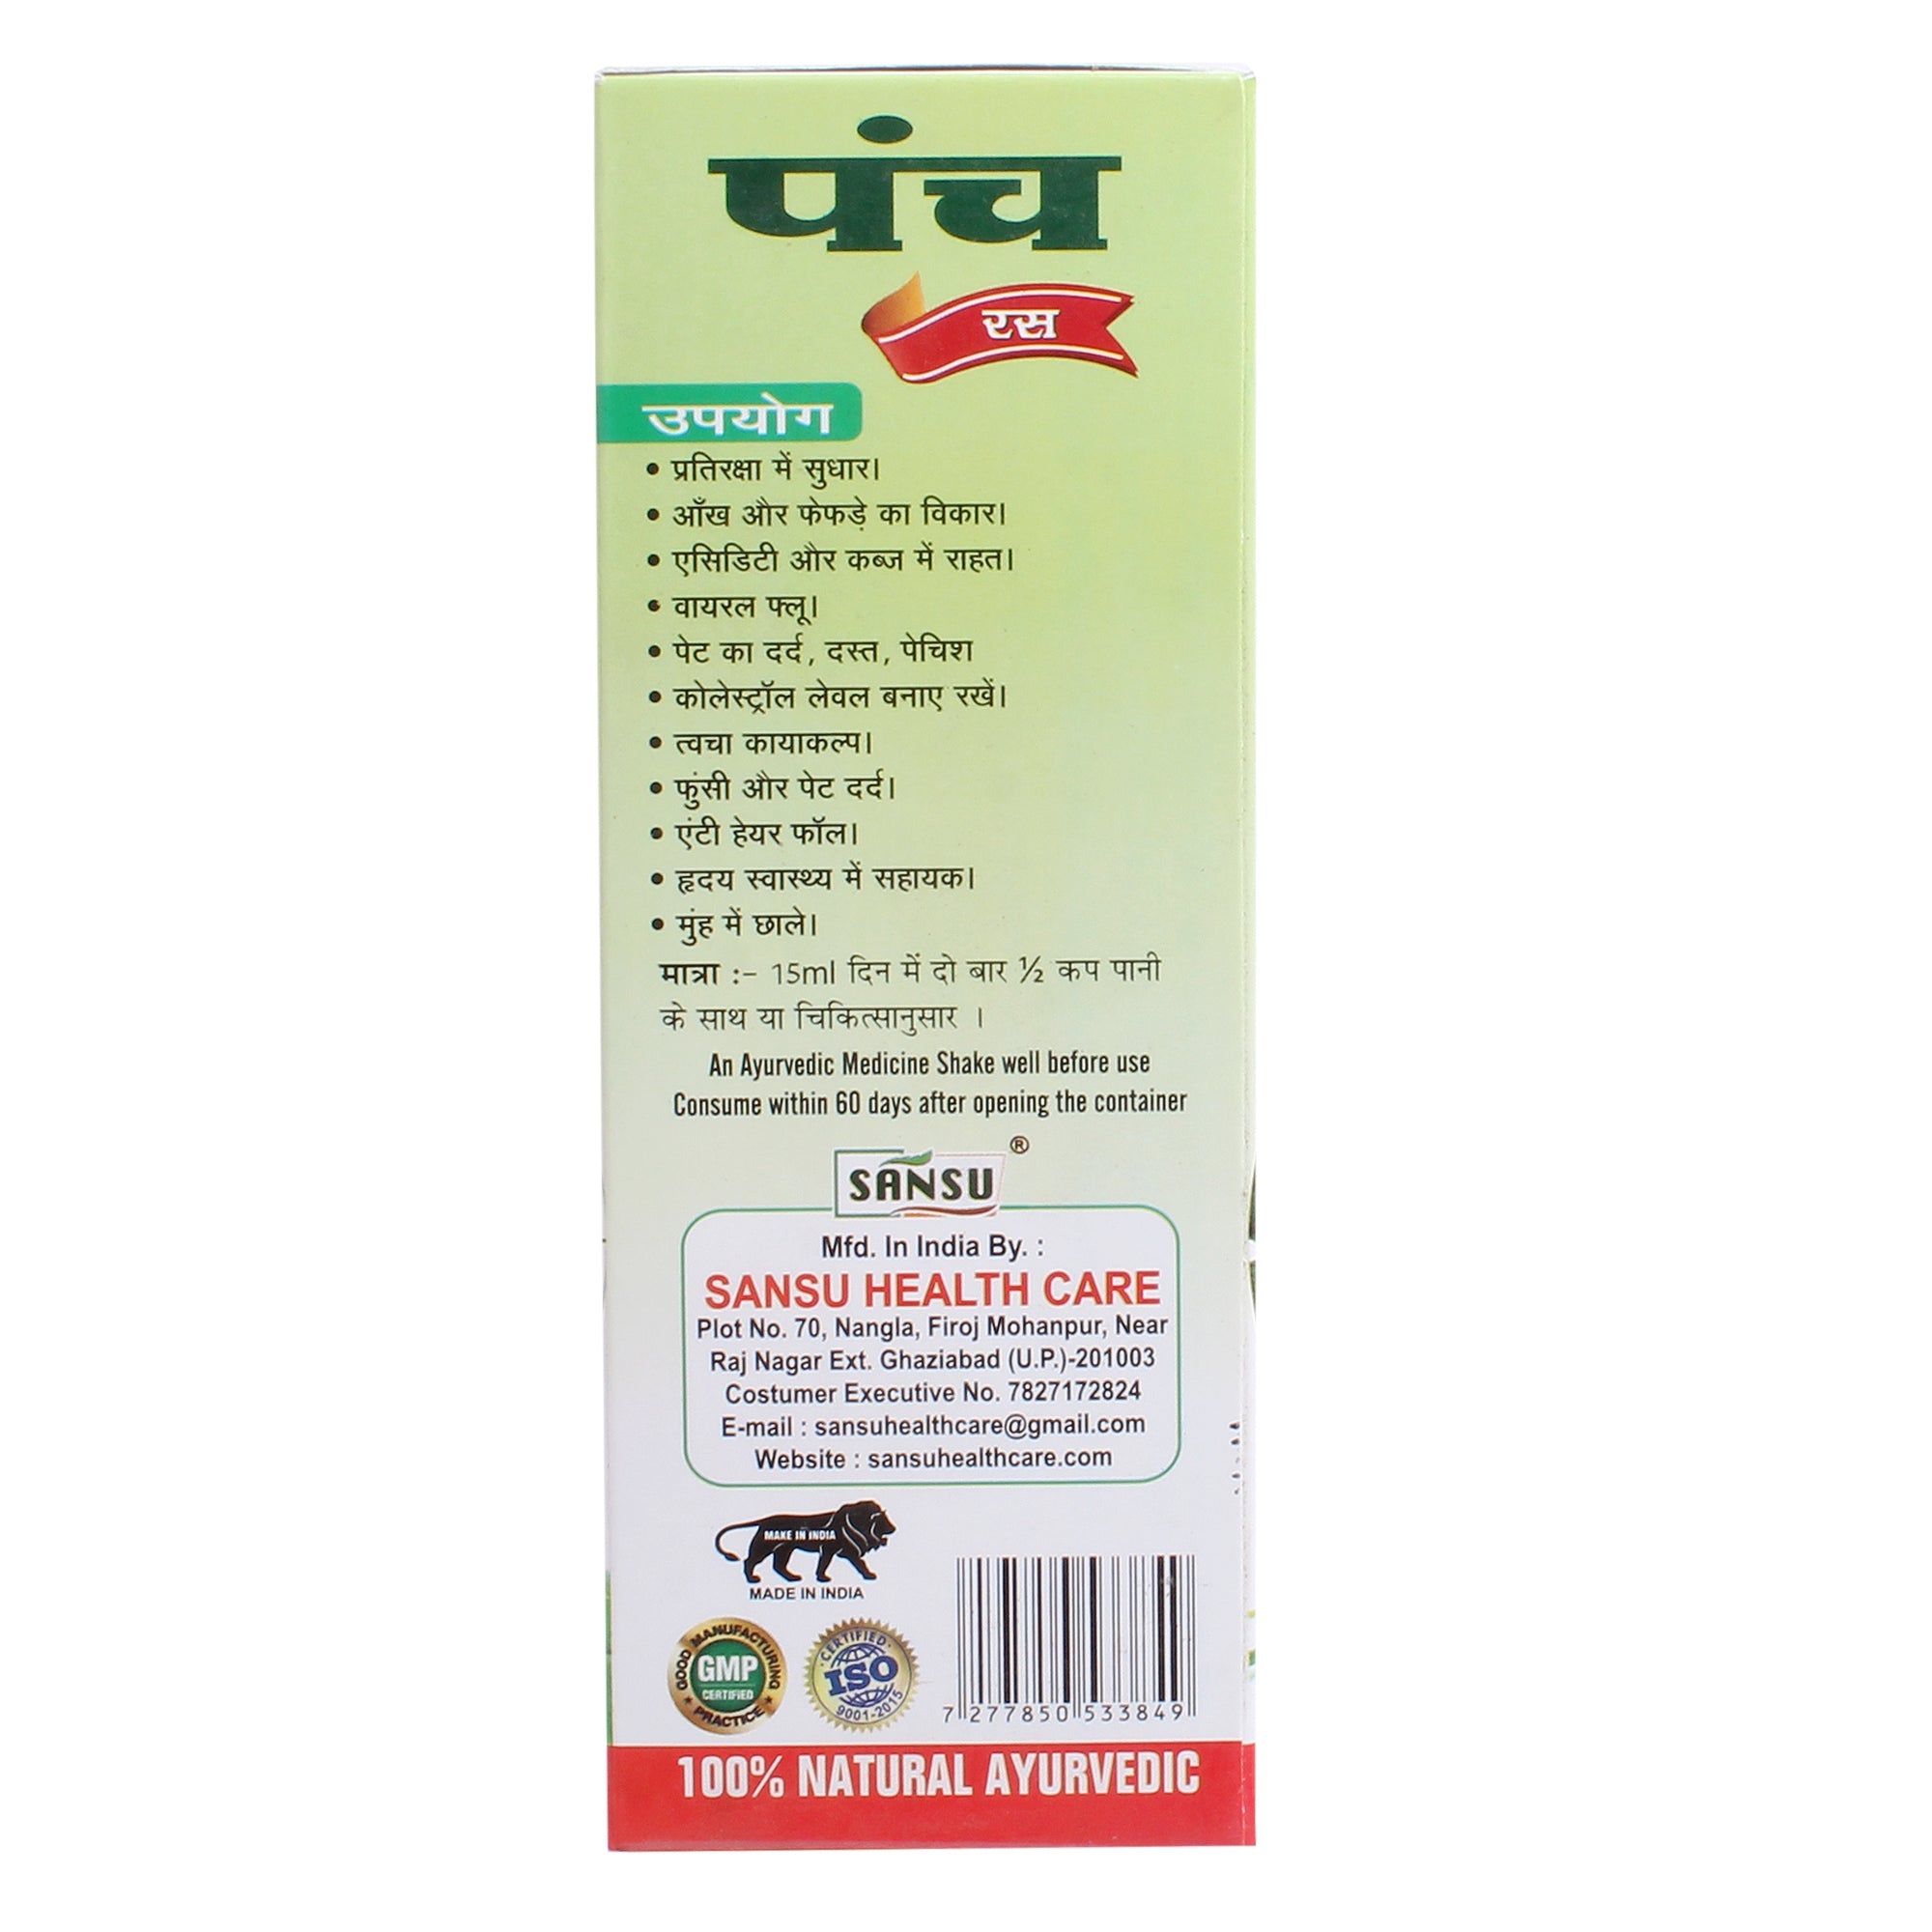 पंच
रस
उपयोग
• प्रतिरक्षा में सुधार।
• आँख और फेफड़े का विकार।
• एसिडिटी और कब्ज में राहत।
• वायरल फ्लू।
• पेट का दर्द, दस्त, पेचिश
• कोलेस्ट्रॉल लेवल बनाए रखें।
• त्वचा कायाकल्प।
• फुंसी और पेट दर्द।
• एंटी हेयर फॉल।
• हृदय स्वास्थ्य में सहायक।
• मुंह में छाले।
मात्रा :– 15ml दिन में दो बार ½ कप पानी
के साथ या चिकित्सानुसार ।
An Ayurvedic Medicine Shake well before use
Consume within 60 days after opening the container
SANSU ®
Mfd. In India By. :
SANSU HEALTH CARE
Plot No. 70, Nangla, Firoj Mohanpur, Near
Raj Nagar Ext. Ghaziabad (U.P.)-201003
Costumer Executive No. 7827172824
E-mail : sansuhealthcare@gmail.com
Website : sansuhealthcare.com
MAKE IN INDIA
MADE IN INDIA
GOOD MANUFACTURING PRACTICE
GMP
CERTIFIED
CERTIFIED
ISO
9001-2015
7 277850 533849
100% NATURAL AYURVEDIC